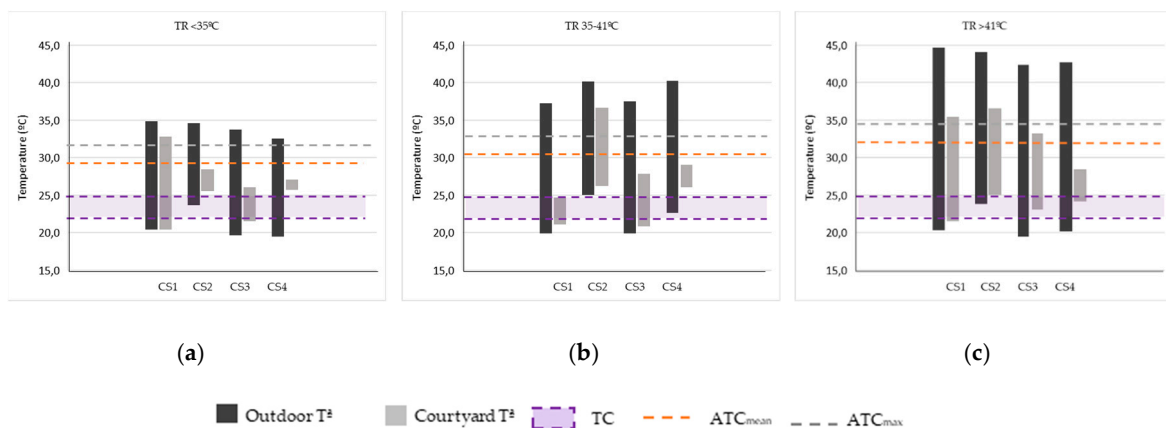 TR <35ºC
45,0
40,0
35,0
30,0
25,0
20,0
15,0
Temperature (ºC)
CS1 CS2 CS3 CS4
TR 35-41ºC
45,0
40,0
35,0
30,0
25,0
20,0
15,0
Temperature (ºC)
CS1 CS2 CS3 CS4
TR >41ºC
45,0
40,0
35,0
30,0
25,0
20,0
15,0
Temperature (ºC)
CS1 CS2 CS3 CS4
(a) (b) (c)
Outdoor Tª Courtyard Tª TC ATCmean ATCmax